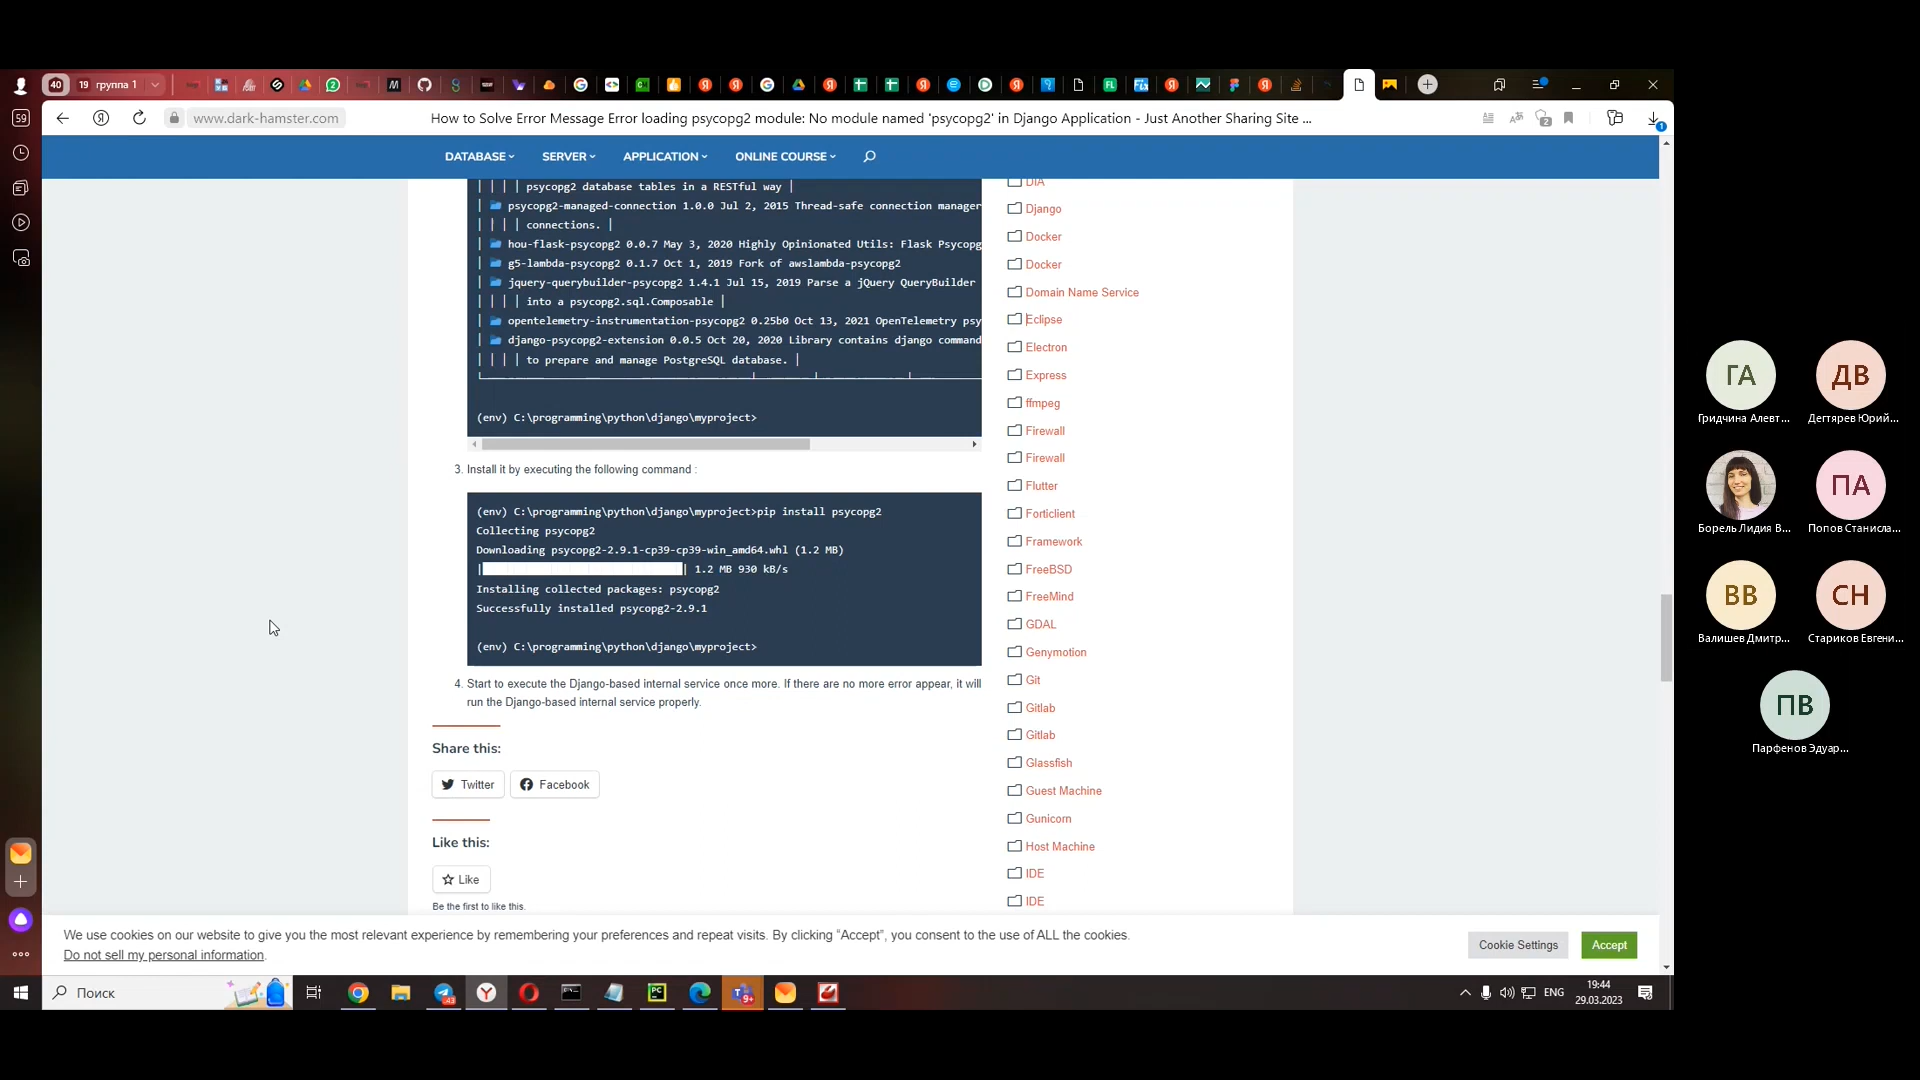 40
19
группа 1
59
www.dark-hamster.com
How to Solve Error Message Error loading psycopg2 module: No module named 'psycopg2' in Django Application - Just Another Sharing Site ...
2
1
DATABASE
SERVER
APPLICATION
ONLINE COURSE
| | | | psycopg2 database tables in a RESTful way |
| psycopg2-managed-connection 1.0.0 Jul 2, 2015 Thread-safe connection manager
| | | | connections. |
| hou-flask-psycopg2 0.0.7 May 3, 2020 Highly Opinionated Utils: Flask Psycopg
| g5-lambda-psycopg2 0.1.7 Oct 1, 2019 Fork of awslambda-psycopg2
| jquery-querybuilder-psycopg2 1.4.1 Jul 15, 2019 Parse a jQuery QueryBuilder
| | | | into a psycopg2.sql.Composable |
| opentelemetry-instrumentation-psycopg2 0.25b0 Oct 13, 2021 OpenTelemetry psy
| django-psycopg2-extension 0.0.5 Oct 20, 2020 Library contains django command
| | | | to prepare and manage PostgreSQL database. |
(env) C:\programming\python\django\myproject>
3. Install it by executing the following command :
(env) C:\programming\python\django\myproject>pip install psycopg2
Collecting psycopg2
Downloading psycopg2-2.9.1-cp39-cp39-win_amd64.whl (1.2 MB)
| | 1.2 MB 930 kB/s
Installing collected packages: psycopg2
Successfully installed psycopg2-2.9.1
(env) C:\programming\python\django\myproject>
4. Start to execute the Django-based internal service once more. If there are no more error appear, it will
run the Django-based internal service properly.
Share this:
Twitter
Facebook
Like this:
Like
Be the first to like this.
DIA
Django
Docker
Docker
Domain Name Service
Eclipse
Electron
Express
ffmpeg
Firewall
Firewall
Flutter
Forticlient
Framework
FreeBSD
FreeMind
GDAL
Genymotion
Git
Gitlab
Gitlab
Glassfish
Guest Machine
Gunicorn
Host Machine
IDE
IDE
We use cookies on our website to give you the most relevant experience by remembering your preferences and repeat visits. By clicking “Accept”, you consent to the use of ALL the cookies.
Do not sell my personal information.
Cookie Settings
Accept
Поиск
ENG
19:44
29.03.2023
ГА
Гридчина Алевт...
ДВ
Дегтярев Юрий...
Борель Лидия В...
ПА
Попов Станисла...
ВВ
Валишев Дмитр...
СН
Стариков Евгени...
ПВ
Парфенов Эдуар...